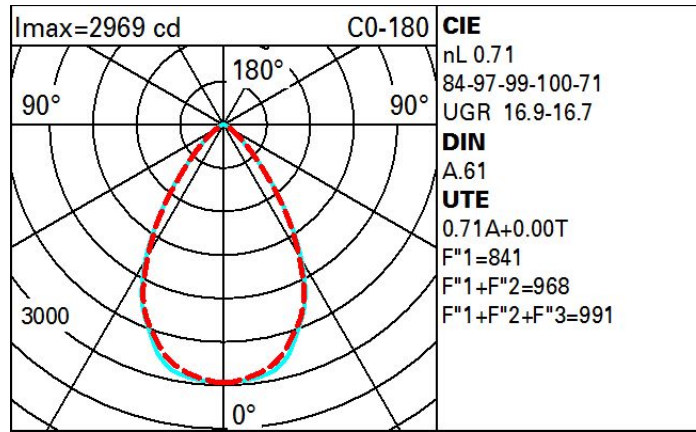 Imax=2969 cd C0-180
180°
90° 90°
3000
0°
CIE
nL 0.71
84-97-99-100-71
UGR 16.9-16.7
DIN
A.61
UTE
0.71A+0.00T
F"1=841
F"1+F"2=968
F"1+F"2+F"3=991